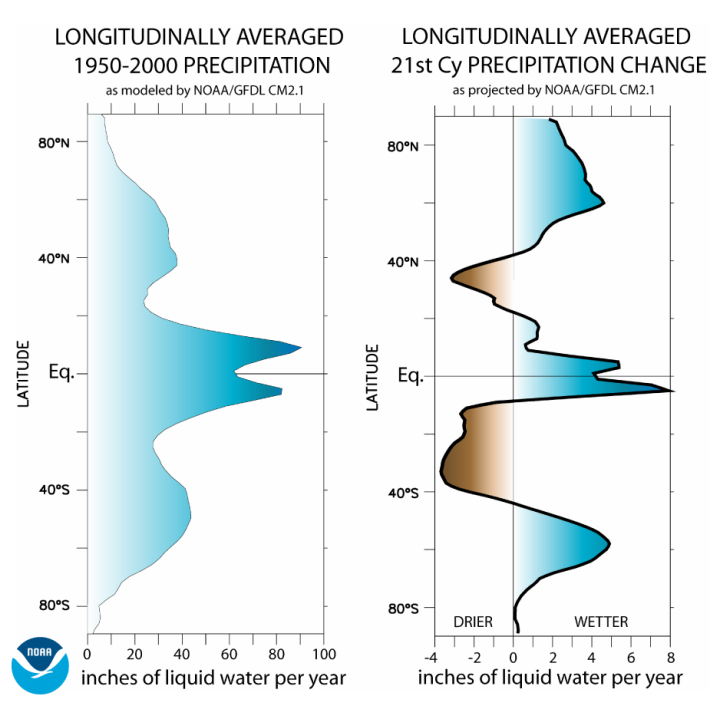 LONGITUDINALLY AVERAGED
1950-2000 PRECIPITATION
as modeled by NOAA/GFDL CM2.1
80°N
40°N
Eq.
40°S
80°S
LATITUDE
0 20 40 60 80 100
inches of liquid water per year
NOAA
LONGITUDINALLY AVERAGED
21st Cy PRECIPITATION CHANGE
as projected by NOAA/GFDL CM2.1
80°N
40°N
Eq.
40°S
80°S
LATITUDE
DRIER WETTER
-4 -2 0 2 4 6 8
inches of liquid water per year